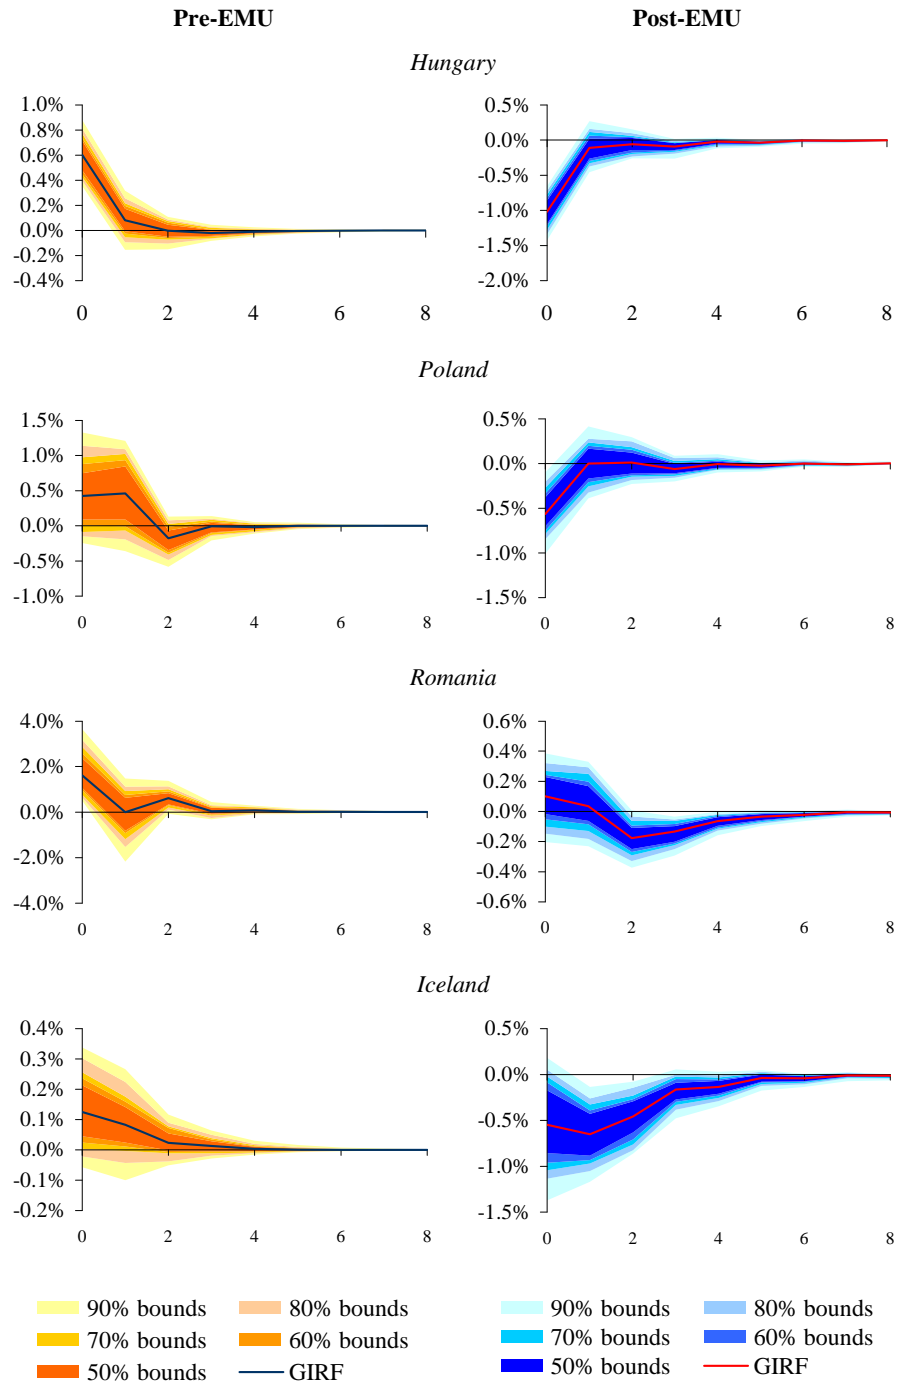 Pre-EMU Post-EMU
Hungary
1.0%
0.8%
0.6%
0.4%
0.2%
0.0%
-0.2%
-0.4%
0 2 4 6 8
0.5%
0.0%
-0.5%
-1.0%
-1.5%
-2.0%
0 2 4 6 8
Poland
1.5%
1.0%
0.5%
0.0%
-0.5%
-1.0%
0 2 4 6 8
0.5%
0.0%
-0.5%
-1.0%
-1.5%
0 2 4 6 8
Romania
4.0%
2.0%
0.0%
-2.0%
-4.0%
0 2 4 6 8
0.6%
0.4%
0.2%
0.0%
-0.2%
-0.4%
-0.6%
0 2 4 6 8
Iceland
0.4%
0.3%
0.2%
0.1%
0.0%
-0.1%
-0.2%
0 2 4 6 8
0.5%
0.0%
-0.5%
-1.0%
-1.5%
0 2 4 6 8
90% bounds 80% bounds
70% bounds 60% bounds
50% bounds GIRF
90% bounds 80% bounds
70% bounds 60% bounds
50% bounds GIRF